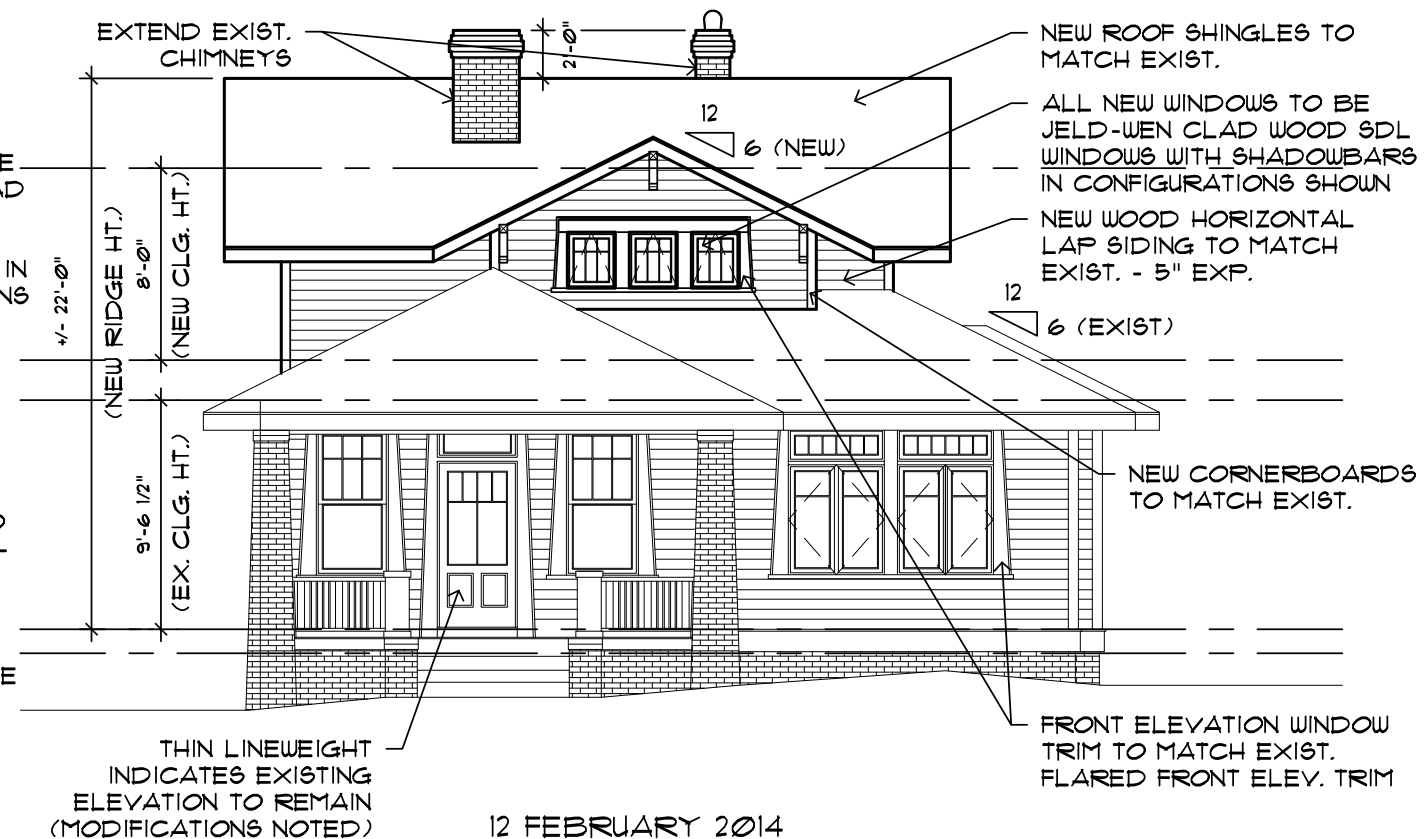 EXTEND EXIST.
CHIMNEYS
2'-0"
NEW ROOF SHINGLES TO
MATCH EXIST.
ALL NEW WINDOWS TO BE
JELD-WEN CLAD WOOD SDL
WINDOWS WITH SHADOWBARS
IN CONFIGURATIONS SHOWN
12
6 (NEW)
NEW WOOD HORIZONTAL
LAP SIDING TO MATCH
EXIST. - 5" EXP.
12
6 (EXIST)
IN
+/- 22'-0"
(NEW RIDGE HT.)
8'-0"
(NEW CLG. HT.)
9'-6 1/2"
(EX. CLG. HT.)
NEW CORNERBOARDS
TO MATCH EXIST.
FRONT ELEVATION WINDOW
TRIM TO MATCH EXIST.
FLARED FRONT ELEV. TRIM
THIN LINEWEIGHT
INDICATES EXISTING
ELEVATION TO REMAIN
(MODIFICATIONS NOTED)
12 FEBRUARY 2014